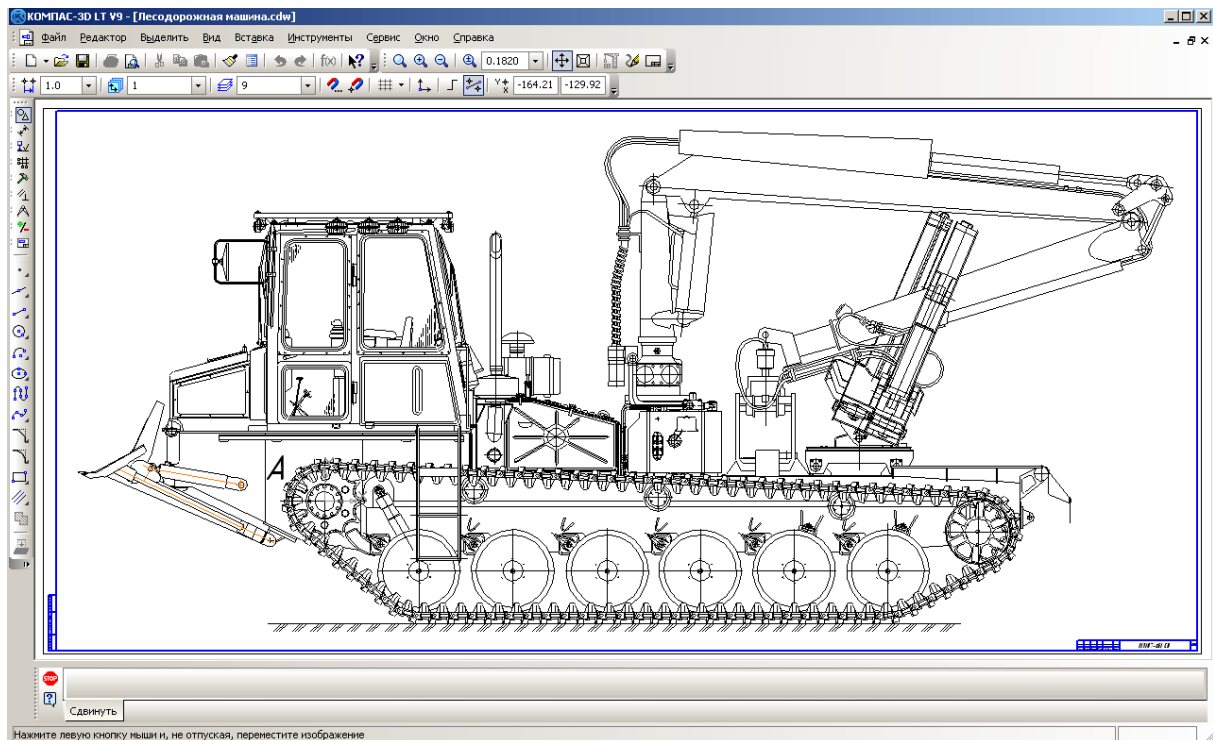 КОМПАС-3D LT V9 - [Лесодорожная машина.cdw]
Файл Редактор Выделить Вид Вставка Инструменты Сервис Окно Справка
f(x) 0.1820
1.0 1 9 -164.21 -129.92
А
STOP
Сдвинуть
Нажмите левую кнопку мыши и, не отпуская, переместите изображение